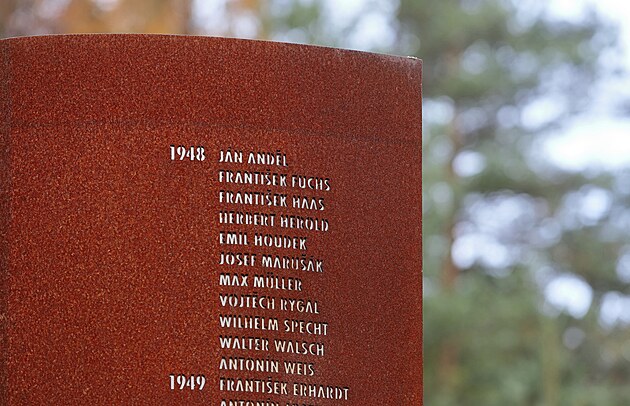 1948 JAN ANDĚL
FRANTIŠEK FUCHS
FRANTIŠEK HAAS
HERBERT HEROLD
EMIL HOUDEK
JOSEF MARUŠÁK
MAX MÜLLER
VOJTĚCH RYGAL
WILHELM SPECHT
WALTER WALSCH
ANTONÍN WEIS
1949 FRANTIŠEK ERHARDT
ANTONÍN